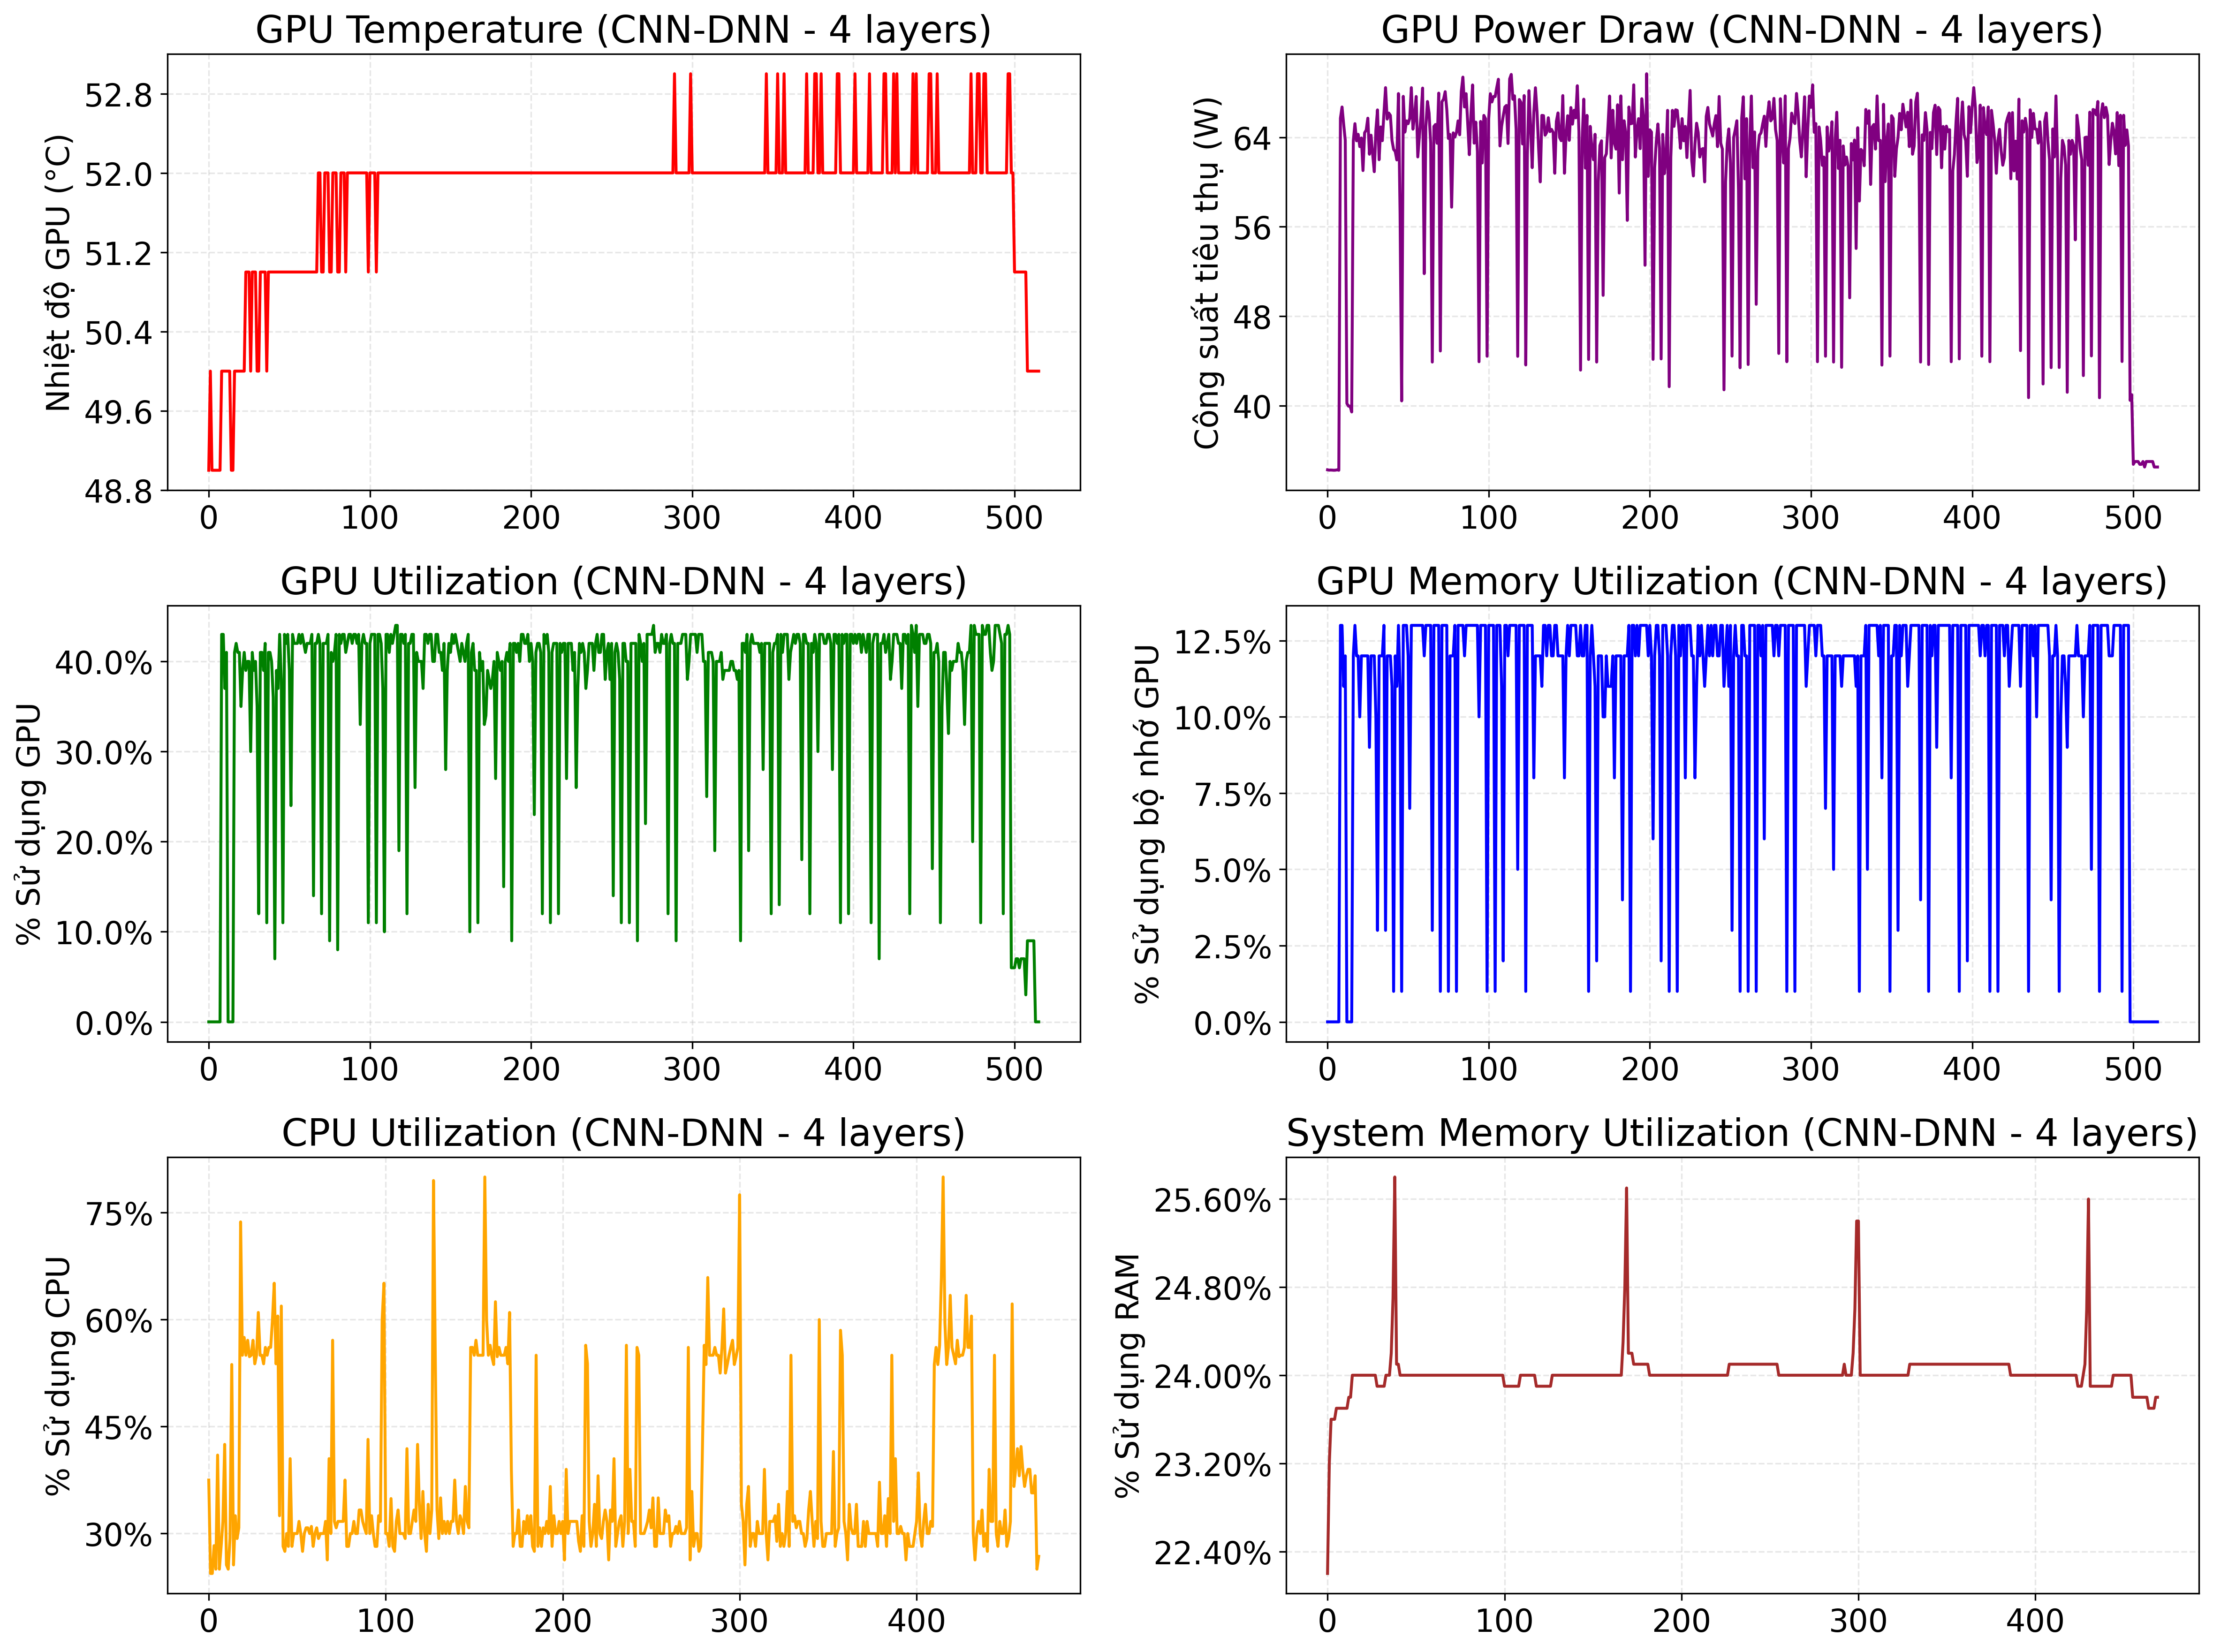 GPU Temperature (CNN-DNN - 4 layers)
Nhiệt độ GPU (°C)
52.8
52.0
51.2
50.4
49.6
48.8
0 100 200 300 400 500
GPU Power Draw (CNN-DNN - 4 layers)
Công suất tiêu thụ (W)
64
56
48
40
0 100 200 300 400 500
GPU Utilization (CNN-DNN - 4 layers)
% Sử dụng GPU
40.0%
30.0%
20.0%
10.0%
0.0%
0 100 200 300 400 500
GPU Memory Utilization (CNN-DNN - 4 layers)
% Sử dụng bộ nhớ GPU
12.5%
10.0%
7.5%
5.0%
2.5%
0.0%
0 100 200 300 400 500
CPU Utilization (CNN-DNN - 4 layers)
% Sử dụng CPU
75%
60%
45%
30%
0 100 200 300 400
System Memory Utilization (CNN-DNN - 4 layers)
% Sử dụng RAM
25.60%
24.80%
24.00%
23.20%
22.40%
0 100 200 300 400